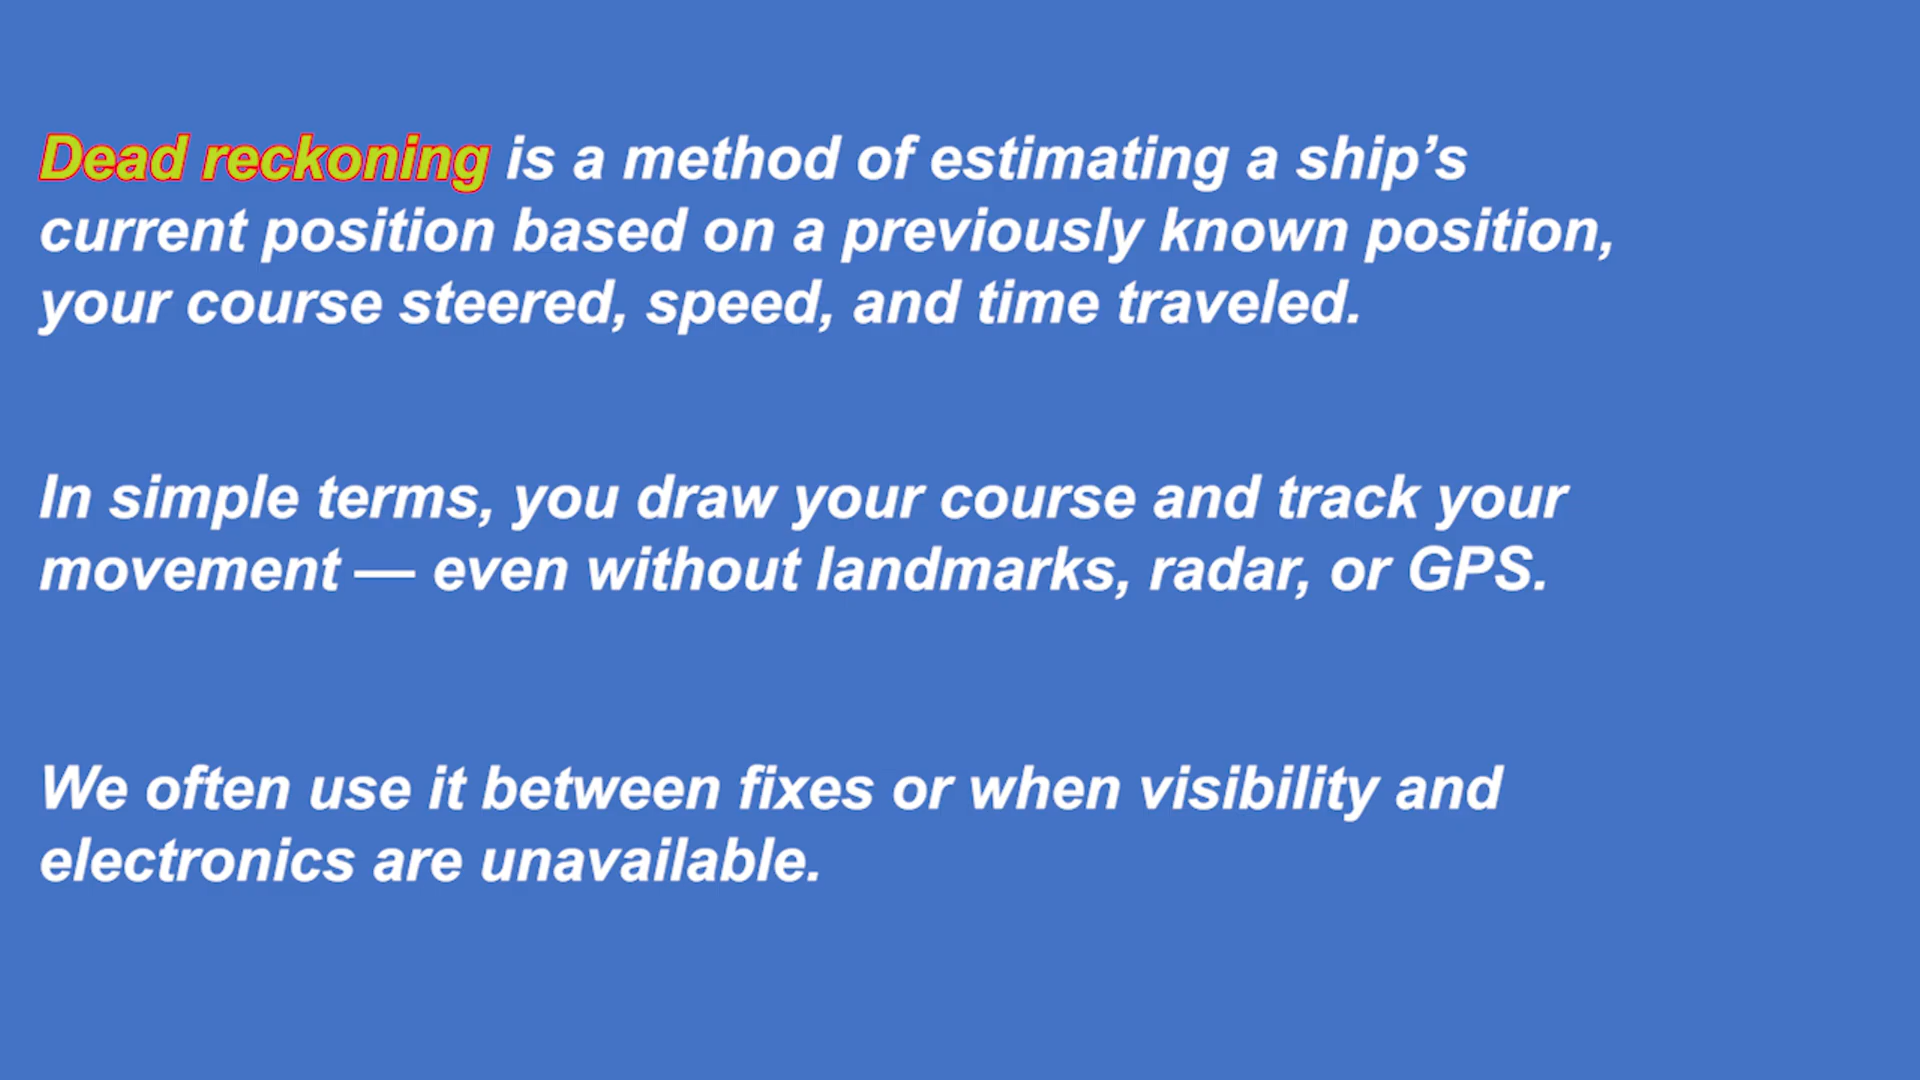 Dead reckoning is a method of estimating a ship’s
current position based on a previously known position,
your course steered, speed, and time traveled.
In simple terms, you draw your course and track your
movement — even without landmarks, radar, or GPS.
We often use it between fixes or when visibility and
electronics are unavailable.